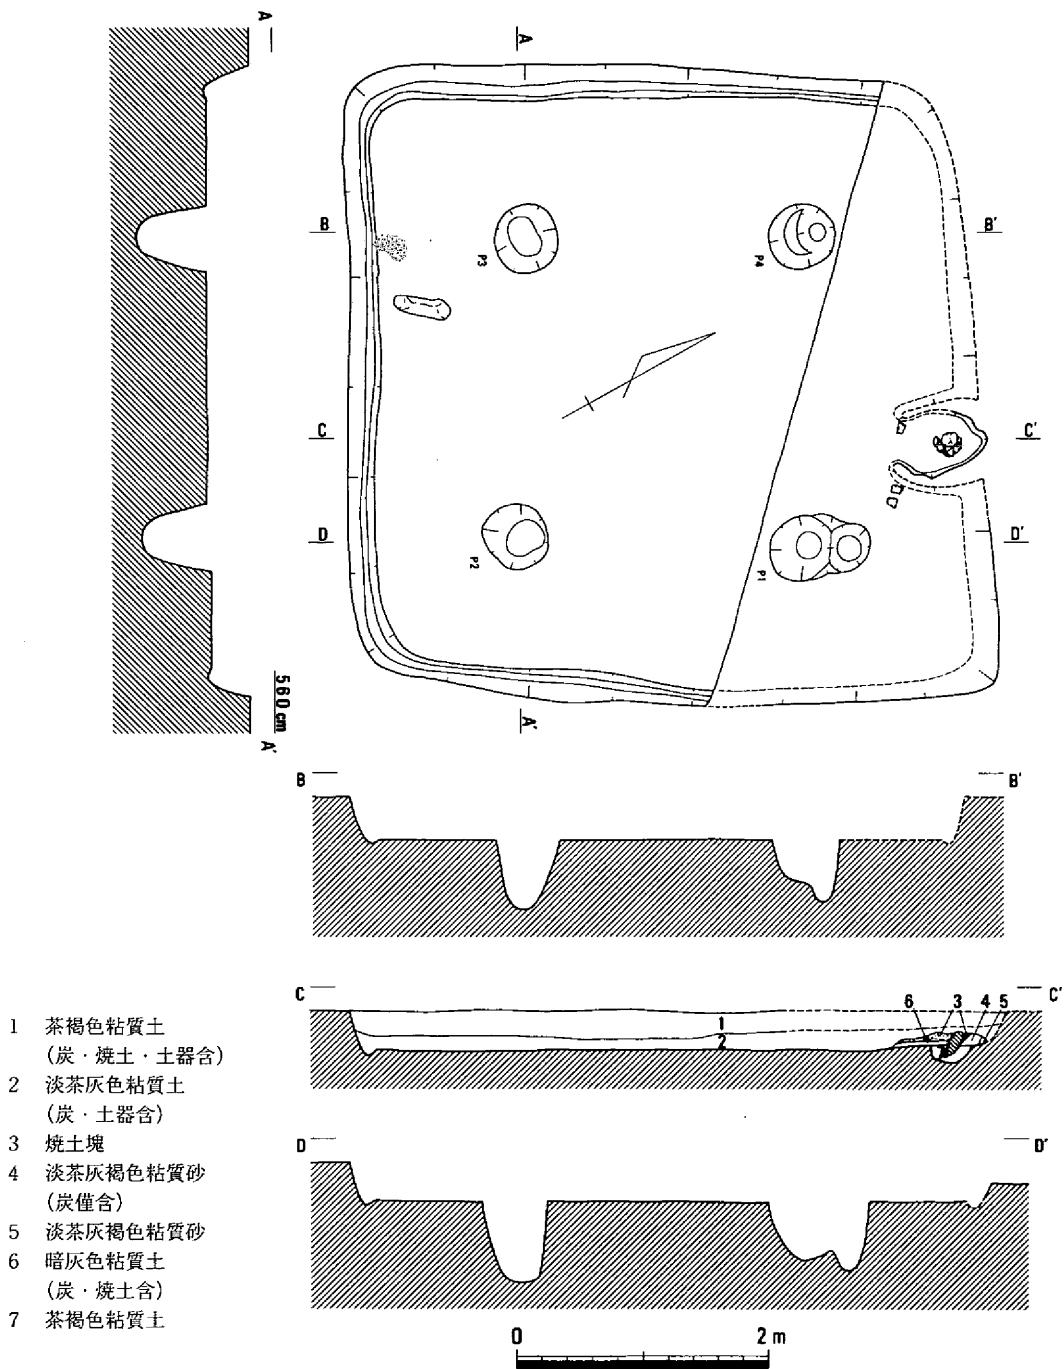 A
A
B
B'
P3
P4
C
C'
D
D'
P2
P1
560cm
A'
A'
B
B'
C
C'
6 3 4 5
1
2
D
D'
1 茶褐色粘質土
(炭・焼土・土器含)
2 淡茶灰色粘質土
(炭・土器含)
3 焼土塊
4 淡茶灰褐色粘質砂
(炭僅含)
5 淡茶灰褐色粘質砂
6 暗灰色粘質土
(炭・焼土含)
7 茶褐色粘質土
0 2m